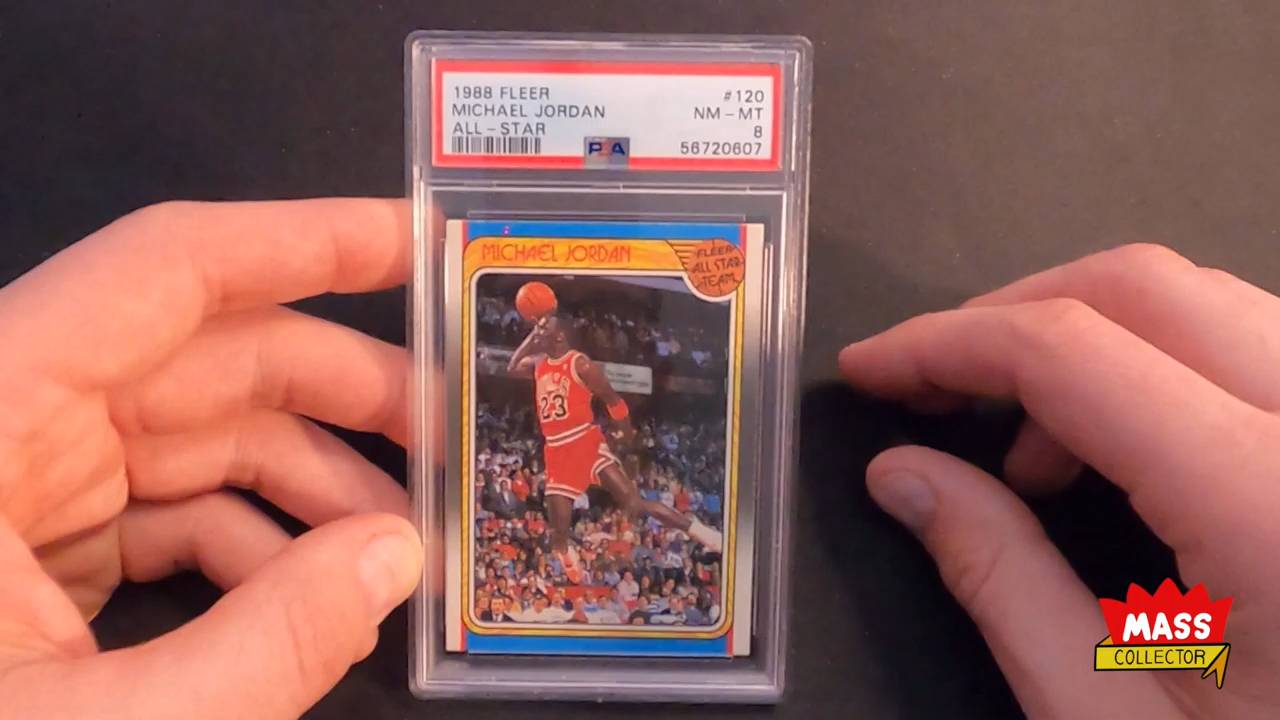 1988 FLEER #120
MICHAEL JORDAN NM - MT
ALL - STAR 8
PSA 56720607
MICHAEL JORDAN
FLEER
ALL STAR
TEAM
23
MASS
COLLECTOR